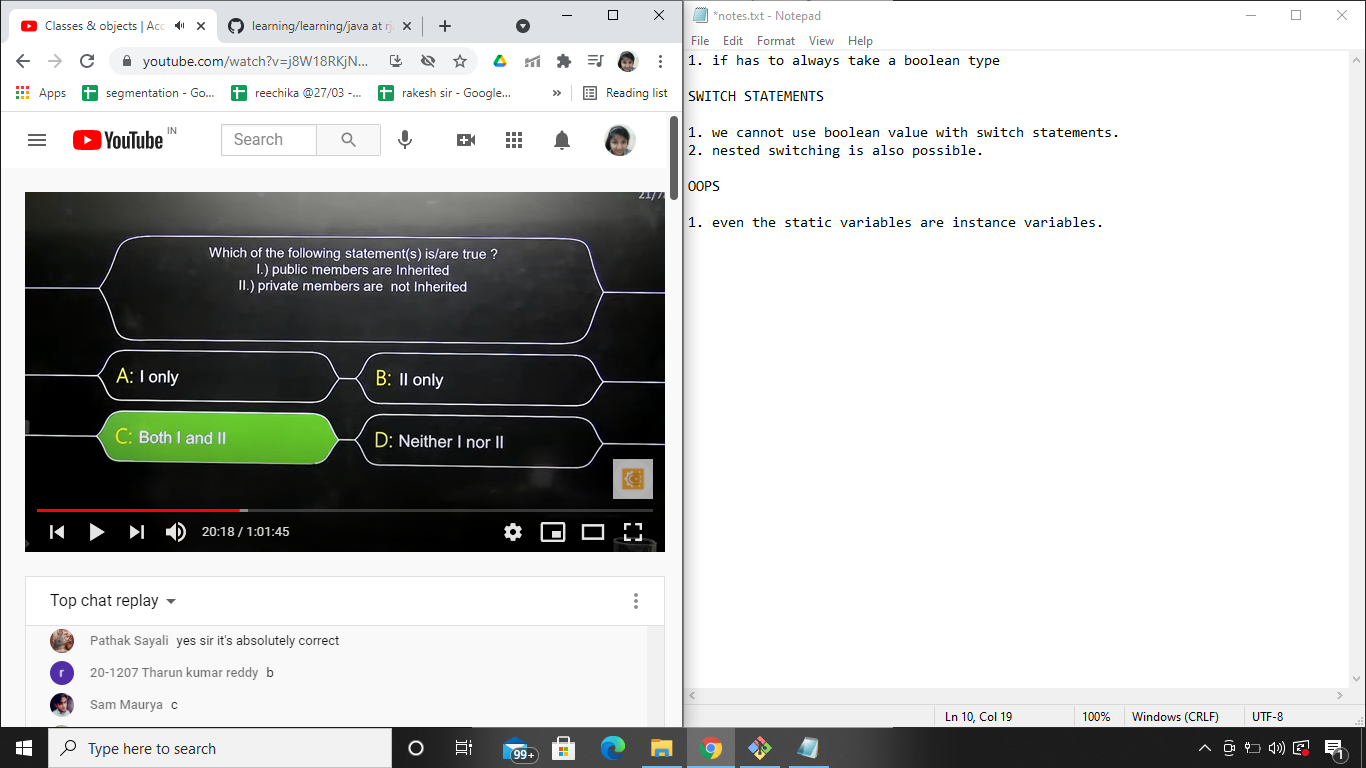 Classes & objects | Acc
learning/learning/java at rj
youtube.com/watch?v=j8W18RKjN...
Apps
segmentation - Go...
reechika @27/03 -...
rakesh sir - Google...
»
Reading list
YouTube IN
Search
21/7/
Which of the following statement(s) is/are true ?
I.) public members are Inherited
II.) private members are not Inherited
A: I only
B: II only
C: Both I and II
D: Neither I nor II
20:18 / 1:01:45
Top chat replay
Pathak Sayali yes sir it's absolutely correct
r 20-1207 Tharun kumar reddy b
Sam Maurya c
*notes.txt - Notepad
File Edit Format View Help
1. if has to always take a boolean type
SWITCH STATEMENTS
1. we cannot use boolean value with switch statements.
2. nested switching is also possible.
OOPS
1. even the static variables are instance variables.
Ln 10, Col 19
100%
Windows (CRLF)
UTF-8
Type here to search
99+
1